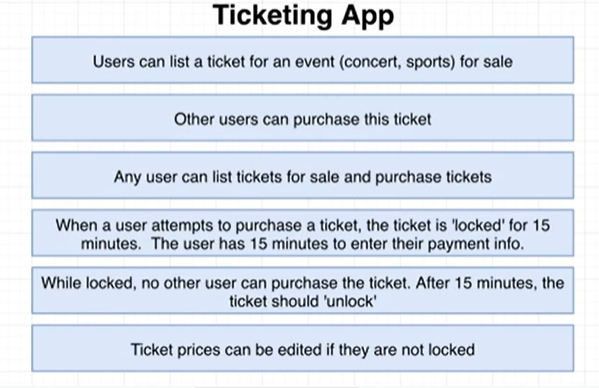 Ticketing App
Users can list a ticket for an event (concert, sports) for sale
Other users can purchase this ticket
Any user can list tickets for sale and purchase tickets
When a user attempts to purchase a ticket, the ticket is 'locked' for 15
minutes.  The user has 15 minutes to enter their payment info.
While locked, no other user can purchase the ticket. After 15 minutes, the
ticket should 'unlock'
Ticket prices can be edited if they are not locked